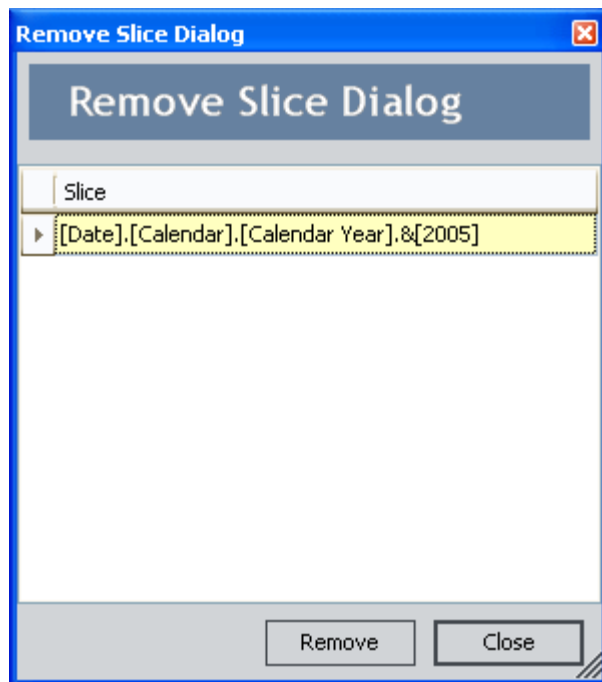 Remove Slice Dialog
Remove Slice Dialog
Slice
[Date].[Calendar].[Calendar Year].&[2005]
Remove Close